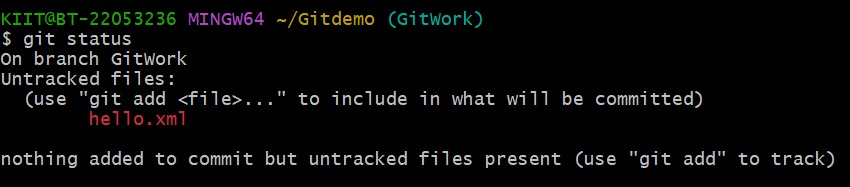 KIIT@BT-22053236 MINGW64 ~/Gitdemo (GitWork)
$ git status
On branch GitWork
Untracked files:
  (use "git add <file>..." to include in what will be committed)
        hello.xml

nothing added to commit but untracked files present (use "git add" to track)